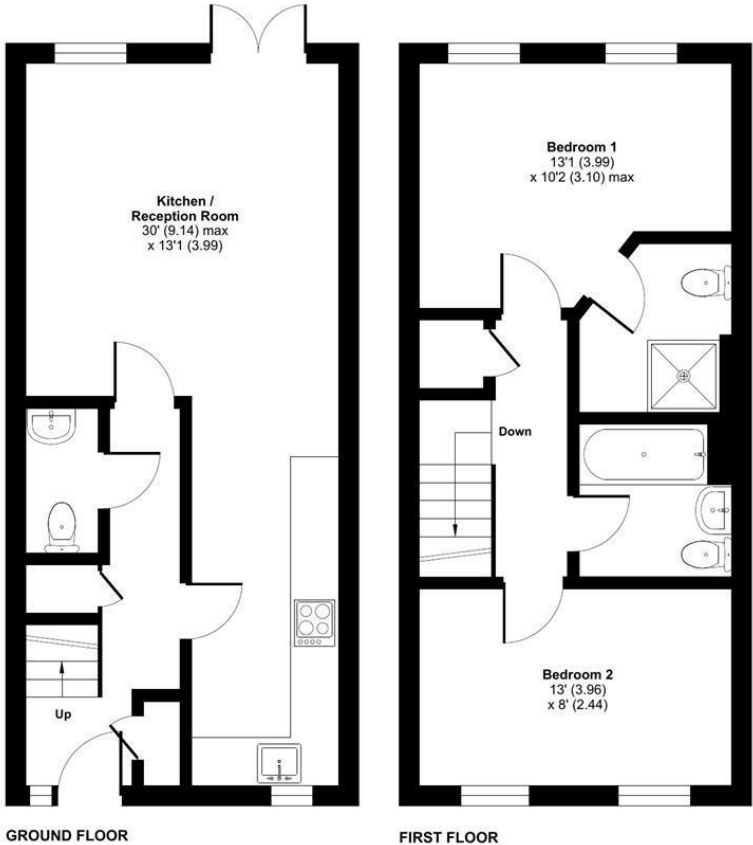 Kitchen /
Reception Room
30' (9.14) max
x 13'1 (3.99)
Up
GROUND FLOOR
Bedroom 1
13'1 (3.99)
x 10'2 (3.10) max
Down
Bedroom 2
13' (3.96)
x 8' (2.44)
FIRST FLOOR